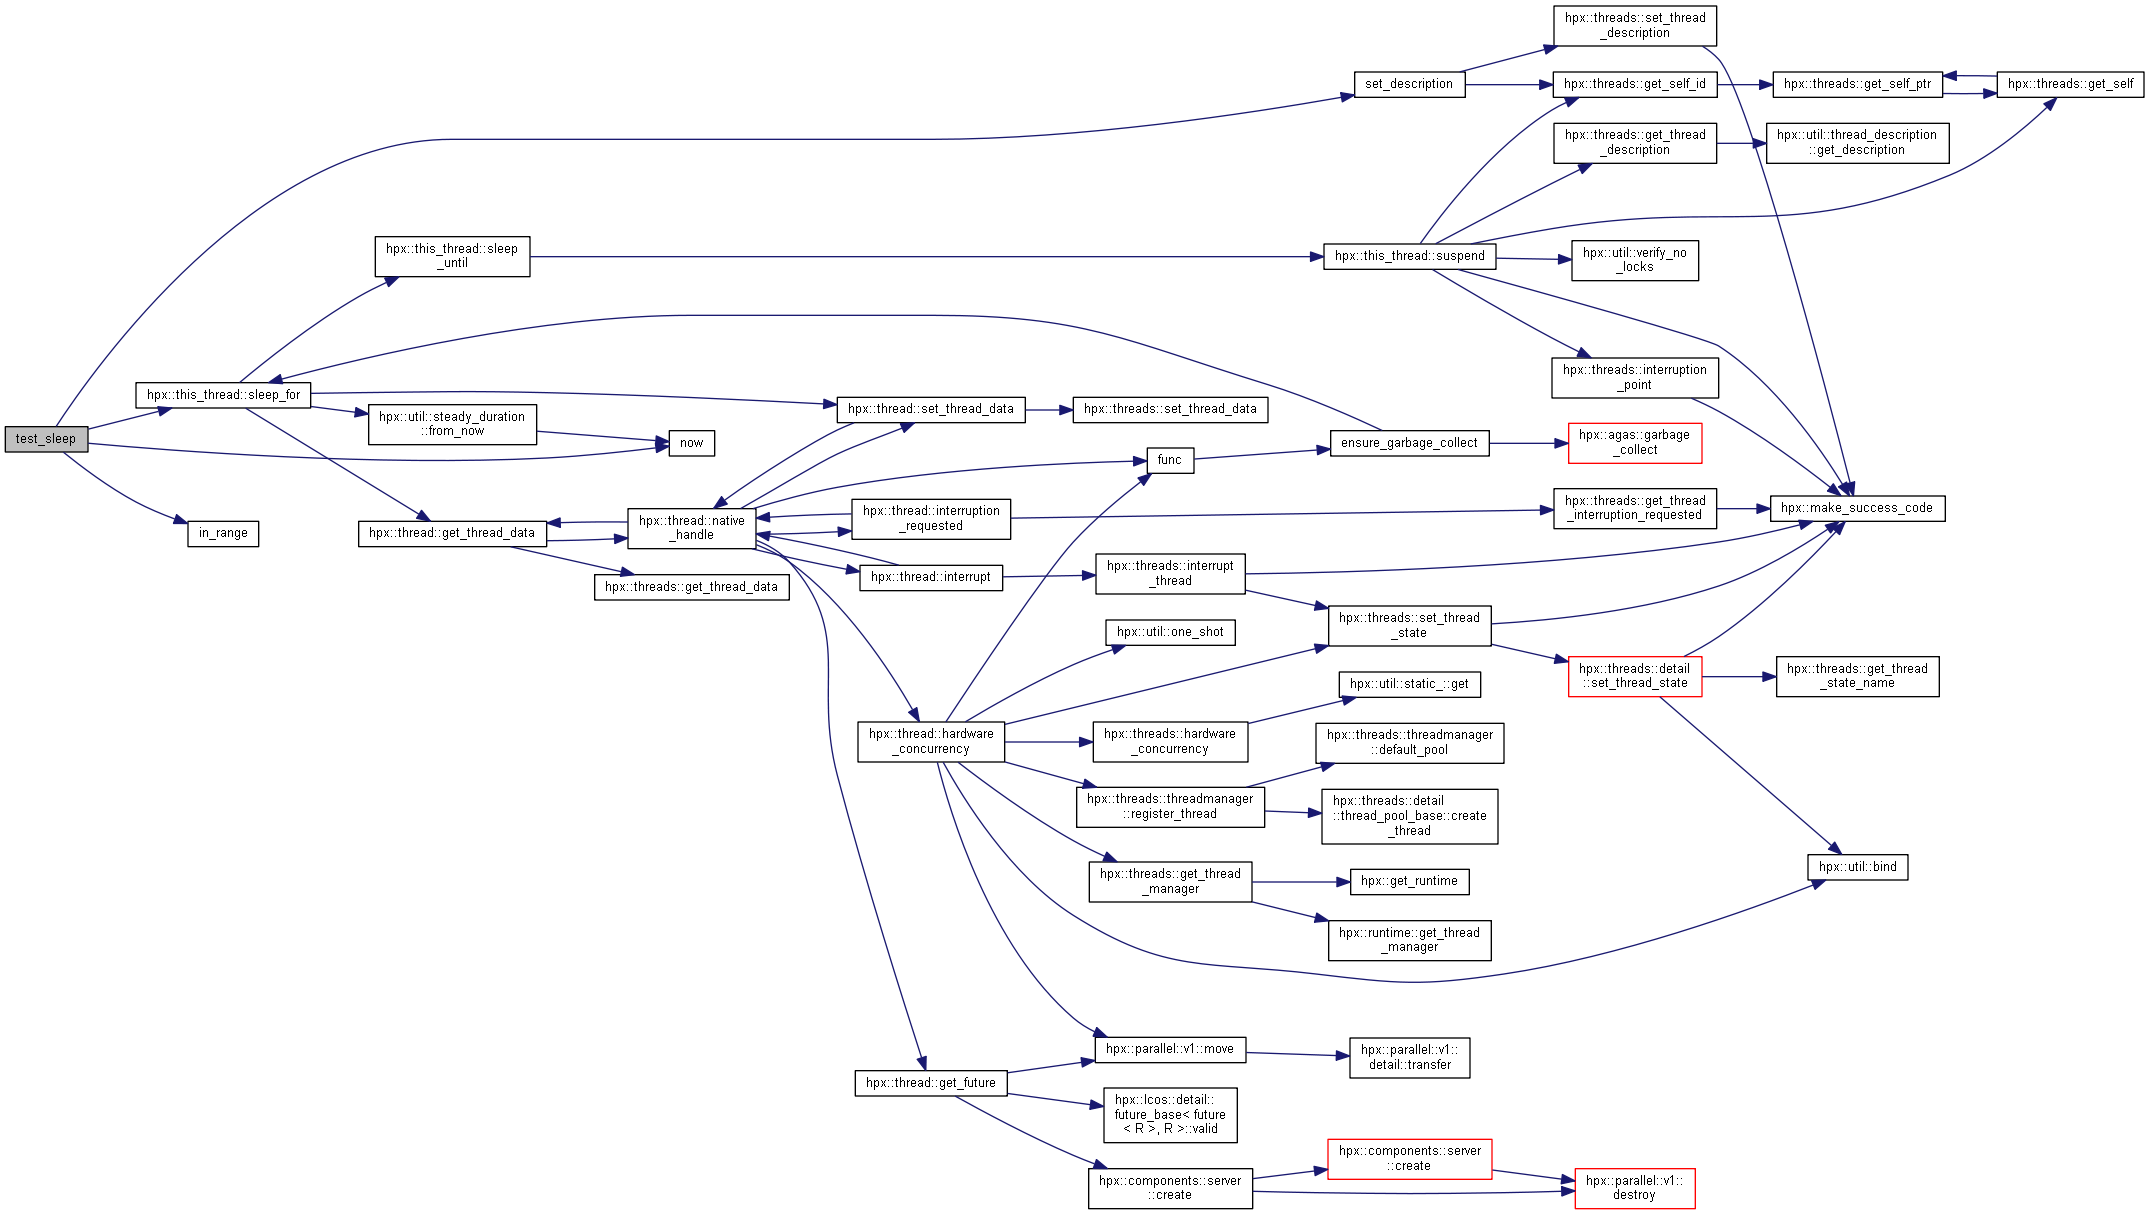 test_sleep
hpx::this_thread::sleep_for
in_range
hpx::this_thread::sleep
_until
hpx::util::steady_duration
::from_now
hpx::thread::get_thread_data
now
hpx::thread::native
_handle
hpx::threads::get_thread_data
hpx::thread::set_thread_data
hpx::thread::interruption
_requested
hpx::thread::interrupt
hpx::thread::hardware
_concurrency
hpx::thread::get_future
hpx::threads::set_thread_data
func
hpx::threads::interrupt
_thread
hpx::util::one_shot
hpx::threads::hardware
_concurrency
hpx::threads::threadmanager
::register_thread
hpx::threads::get_thread
_manager
hpx::parallel::v1::move
hpx::lcos::detail::
future_base< future
< R >, R >::valid
hpx::components::server
::create
set_description
hpx::this_thread::suspend
ensure_garbage_collect
hpx::threads::set_thread
_state
hpx::util::static_::get
hpx::threads::threadmanager
::default_pool
hpx::threads::detail
::thread_pool_base::create
_thread
hpx::get_runtime
hpx::runtime::get_thread
_manager
hpx::parallel::v1::
detail::transfer
hpx::components::server
::create
hpx::threads::set_thread
_description
hpx::threads::get_self_id
hpx::threads::get_thread
_description
hpx::util::verify_no
_locks
hpx::threads::interruption
_point
hpx::agas::garbage
_collect
hpx::threads::get_thread
_interruption_requested
hpx::threads::detail
::set_thread_state
hpx::parallel::v1::
destroy
hpx::threads::get_self_ptr
hpx::util::thread_description
::get_description
hpx::make_success_code
hpx::threads::get_thread
_state_name
hpx::util::bind
hpx::threads::get_self